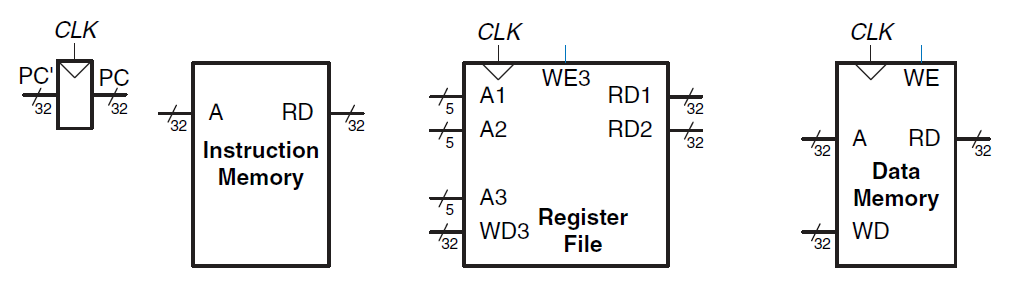 CLK
PC'
PC
32
32
A
RD
32
32
Instruction
Memory
CLK
WE3
A1
RD1
5
32
A2
RD2
5
32
A3
5
WD3
32
Register
File
CLK
WE
A
RD
32
32
Data
Memory
WD
32